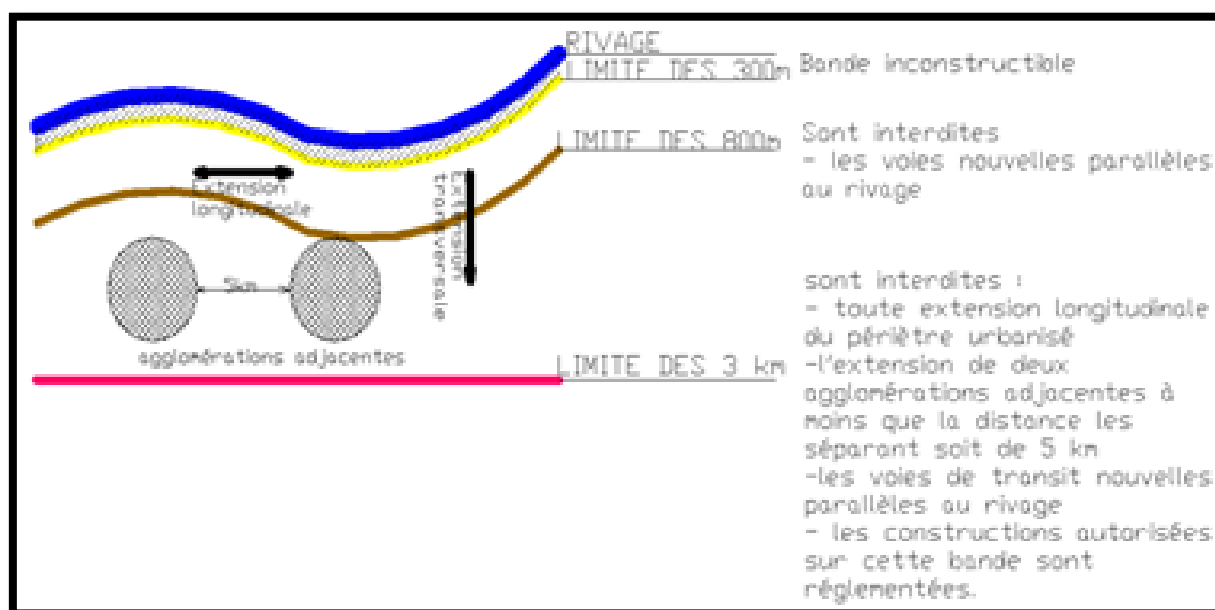 RIVAGE
LIMITE DES 300m
Bande inconstructible
LIMITE DES 800m
Sont interdites
- les voies nouvelles parallèles
au rivage
Extension
longitudinale
Extension
transversale
5km
agglomérations adjacentes
LIMITE DES 3 km
sont interdites :
- toute extension longitudinale
du périètre urbanisé
-l'extension de deux
agglomérations adjacentes à
moins que la distance les
séparant soit de 5 km
-les voies de transit nouvelles
parallèles au rivage
- les constructions autorisées
sur cette bande sont
réglementées.